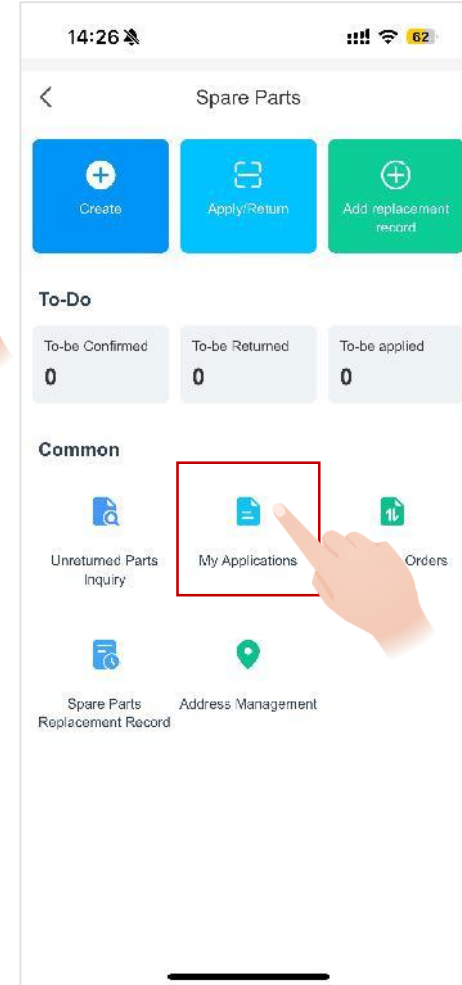 14:26
62
Spare Parts
Create
Apply/Return
Add replacement
record
To-Do
To-be Confirmed
To-be Returned
To-be applied
0
0
0
Common
Unreturned Parts
Inquiry
My Applications
Orders
Spare Parts
Replacement Record
Address Management